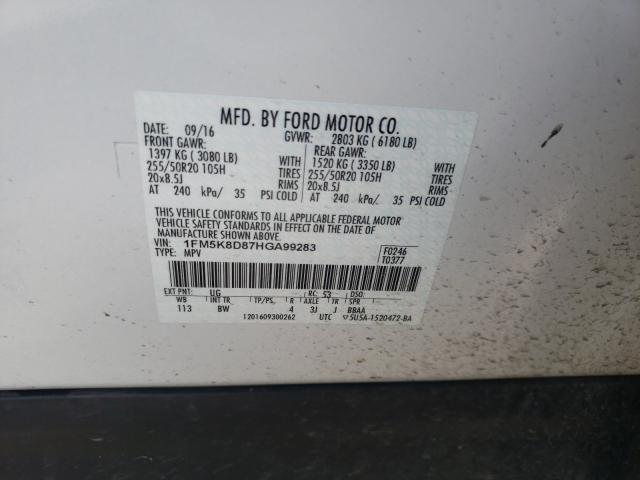 MFD. BY FORD MOTOR CO.
DATE: 09/16 GVWR: 2803 KG ( 6180 LB)
FRONT GAWR: REAR GAWR:
1397 KG ( 3080 LB) WITH 1520 KG ( 3350 LB) WITH
255/50R20 105H TIRES 255/50R20 105H TIRES
20x8.5J RIMS 20x8.5J RIMS
AT 240 kPa/ 35 PSI COLD AT 240 kPa/ 35 PSI COLD
THIS VEHICLE CONFORMS TO ALL APPLICABLE FEDERAL MOTOR
VEHICLE SAFETY STANDARDS IN EFFECT ON THE DATE OF
MANUFACTURE SHOWN ABOVE.
VIN: 1FM5K8D87HGA99283 F0246
TYPE: MPV T0377
EXT PNT: UG RC: 53 DSO:
WB INT TR TP/PS R AXLE TR SPR
113 BW 4 3J J BBAA
1201609300262 UTC 5U5A-1520472-BA